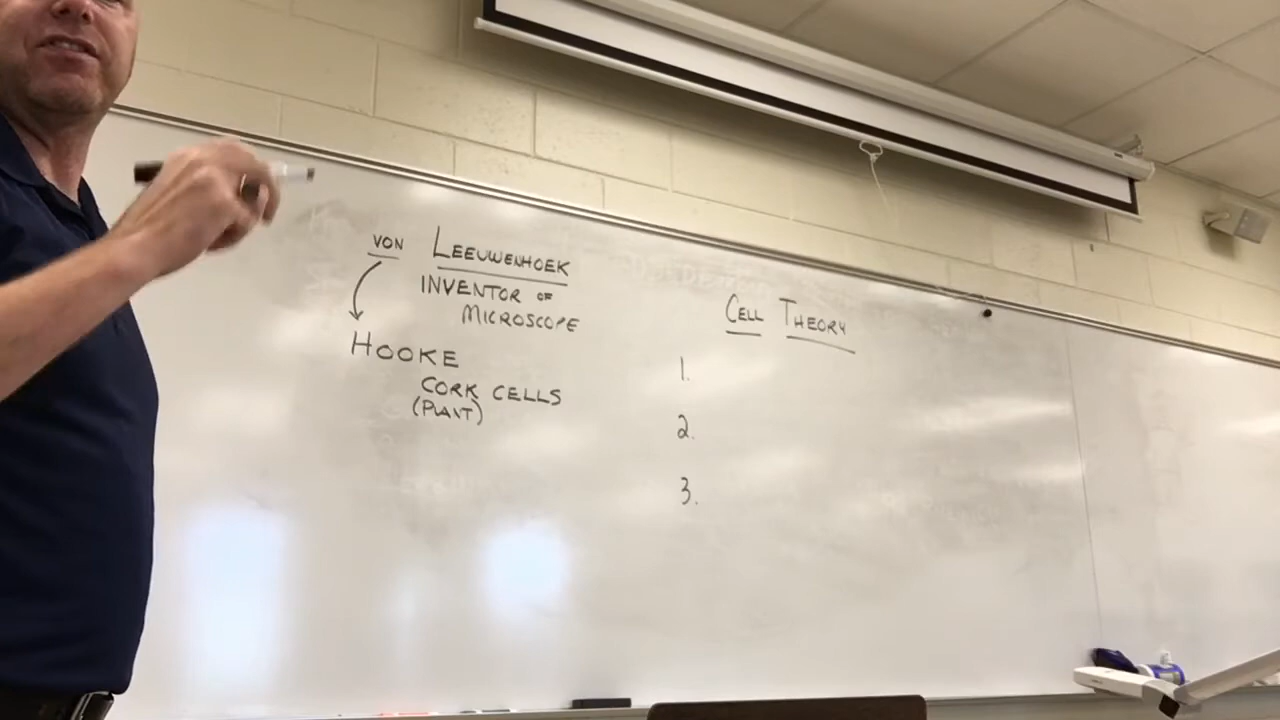 VON LEEUWENHOEK
INVENTOR OF
MICROSCOPE
HOOKE
CORK CELLS
(PLANT)
CELL THEORY
1.
2.
3.